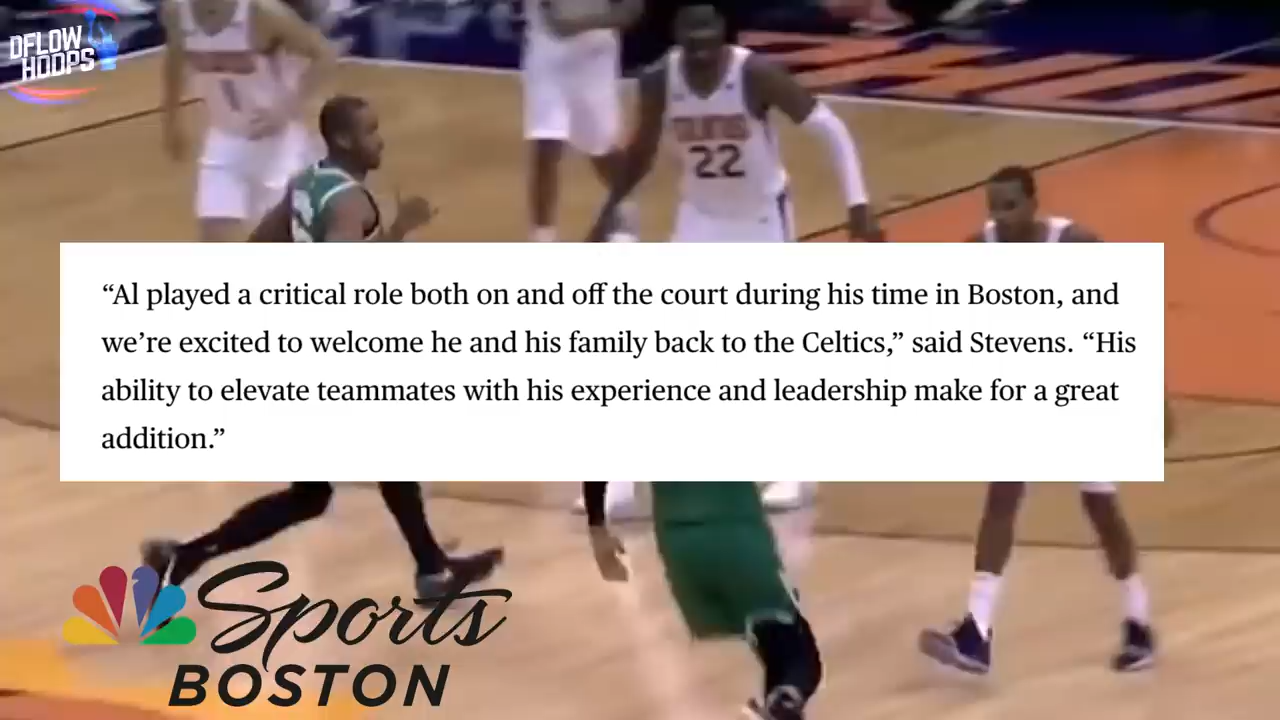 DFLOW
HOOPS
22
“Al played a critical role both on and off the court during his time in Boston, and
we’re excited to welcome he and his family back to the Celtics,” said Stevens. “His
ability to elevate teammates with his experience and leadership make for a great
addition.”
Sports
BOSTON